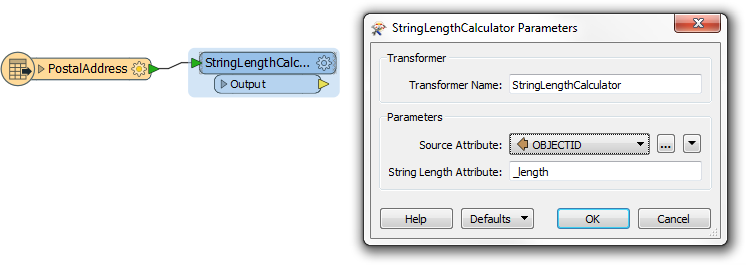 PostalAddress
StringLengthCalc...
Output
StringLengthCalculator Parameters
Transformer
Transformer Name: StringLengthCalculator
Parameters
Source Attribute: OBJECTID ...
String Length Attribute: _length
Help Defaults OK Cancel